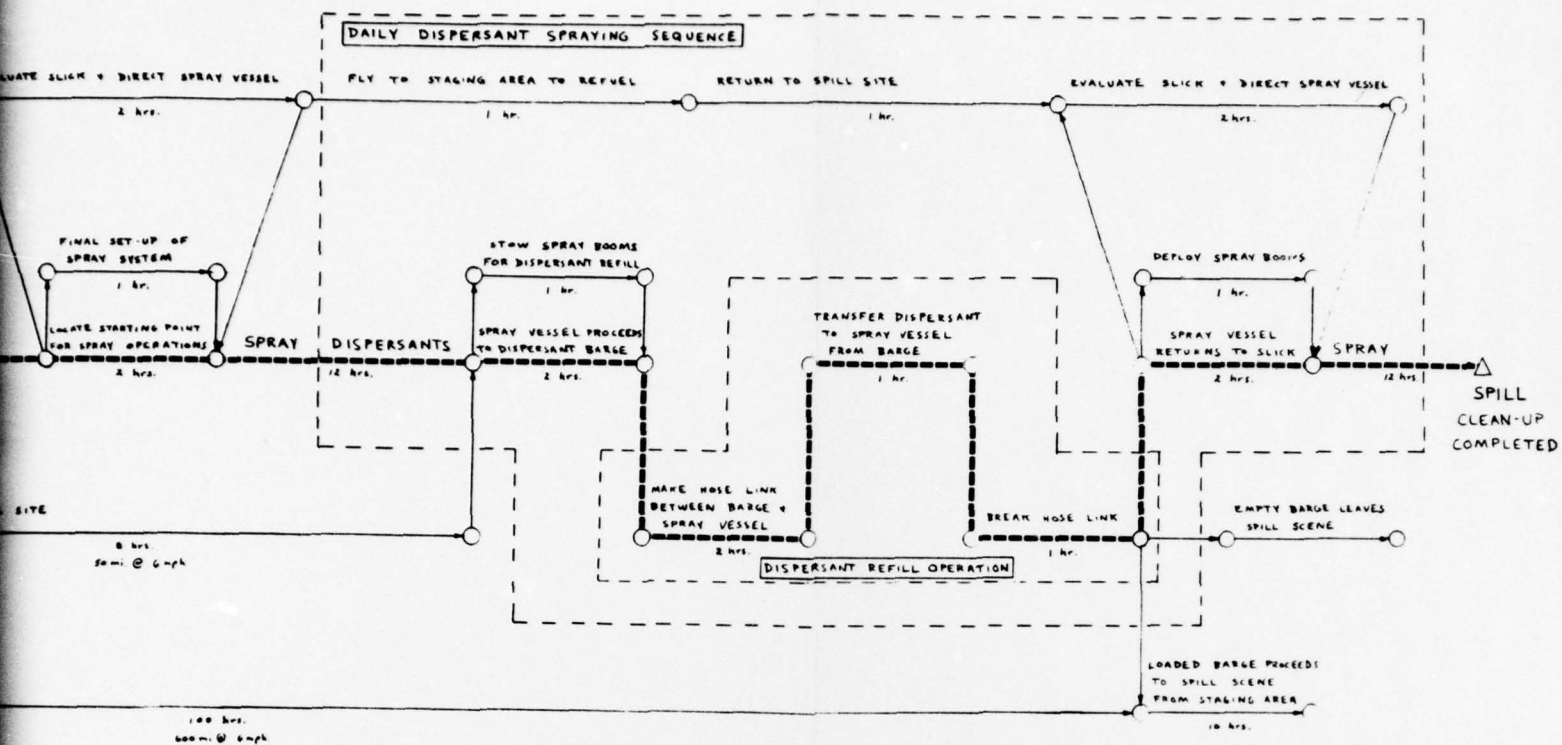 DAILY DISPERSANT SPRAYING SEQUENCE
SLICK + DIRECT SPRAY VESSEL
2 hrs.
FLY TO STAGING AREA TO REFUEL
1 hr.
RETURN TO SPILL SITE
1 hr.
EVALUATE SLICK + DIRECT SPRAY VESSEL
2 hrs.
FINAL SET-UP OF
SPRAY SYSTEM
1 hr.
LOCATE STARTING POINT
FOR SPRAY OPERATIONS
2 hrs.
SPRAY DISPERSANTS
12 hrs.
STOW SPRAY BOOMS
FOR DISPERSANT REFILL
1 hr.
SPRAY VESSEL PROCEEDS
TO DISPERSANT BARGE
2 hrs.
TRANSFER DISPERSANT
TO SPRAY VESSEL
FROM BARGE
1 hr.
DEPLOY SPRAY BOOMS
1 hr.
SPRAY VESSEL
RETURNS TO SLICK
2 hrs.
SPRAY
12 hrs.
SPILL
CLEAN-UP
COMPLETED
SITE
8 hrs.
50 mi. @ 6 mph
MAKE HOSE LINK
BETWEEN BARGE +
SPRAY VESSEL
2 hrs.
BREAK HOSE LINK
1 hr.
EMPTY BARGE LEAVES
SPILL SCENE
DISPERSANT REFILL OPERATION
LOADED BARGE PROCEEDS
TO SPILL SCENE
FROM STAGING AREA
10 hrs.
100 hrs.
600 mi. @ 6 mph